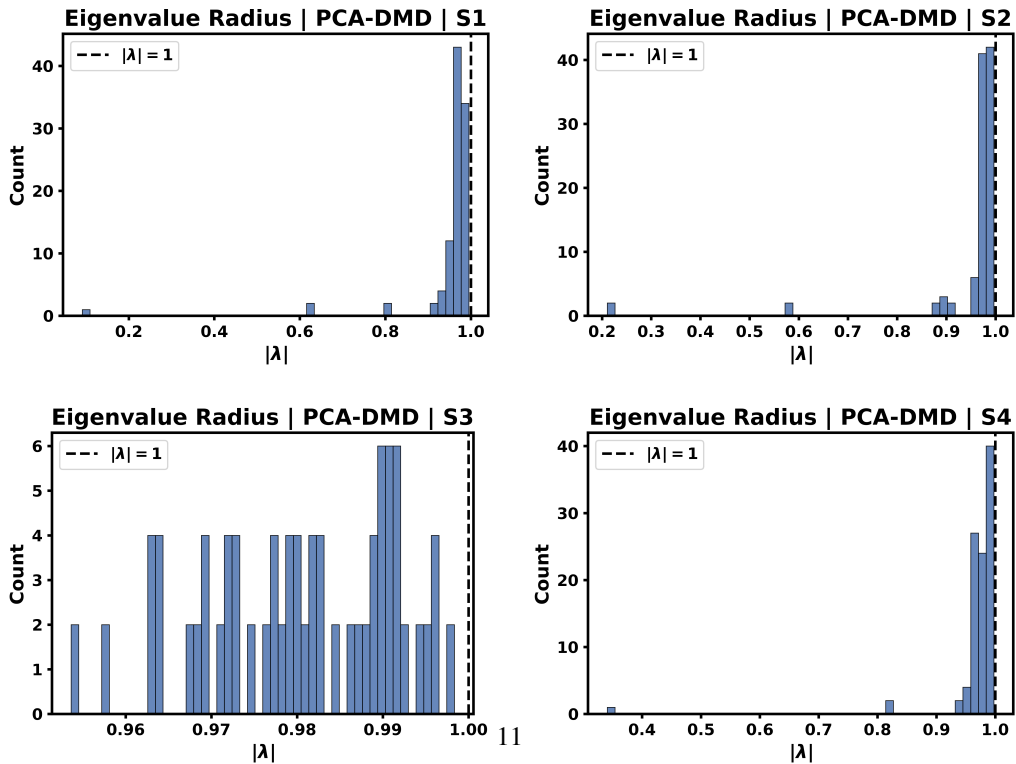 Eigenvalue Radius | PCA-DMD | S1
|λ| = 1
40
30
20
10
0
Count
0.2 0.4 0.6 0.8 1.0
|λ|
Eigenvalue Radius | PCA-DMD | S2
|λ| = 1
40
30
20
10
0
Count
0.2 0.3 0.4 0.5 0.6 0.7 0.8 0.9 1.0
|λ|
Eigenvalue Radius | PCA-DMD | S3
|λ| = 1
6
5
4
3
2
1
0
Count
0.96 0.97 0.98 0.99 1.00
|λ|
Eigenvalue Radius | PCA-DMD | S4
|λ| = 1
40
30
20
10
0
Count
0.4 0.5 0.6 0.7 0.8 0.9 1.0
|λ|
11